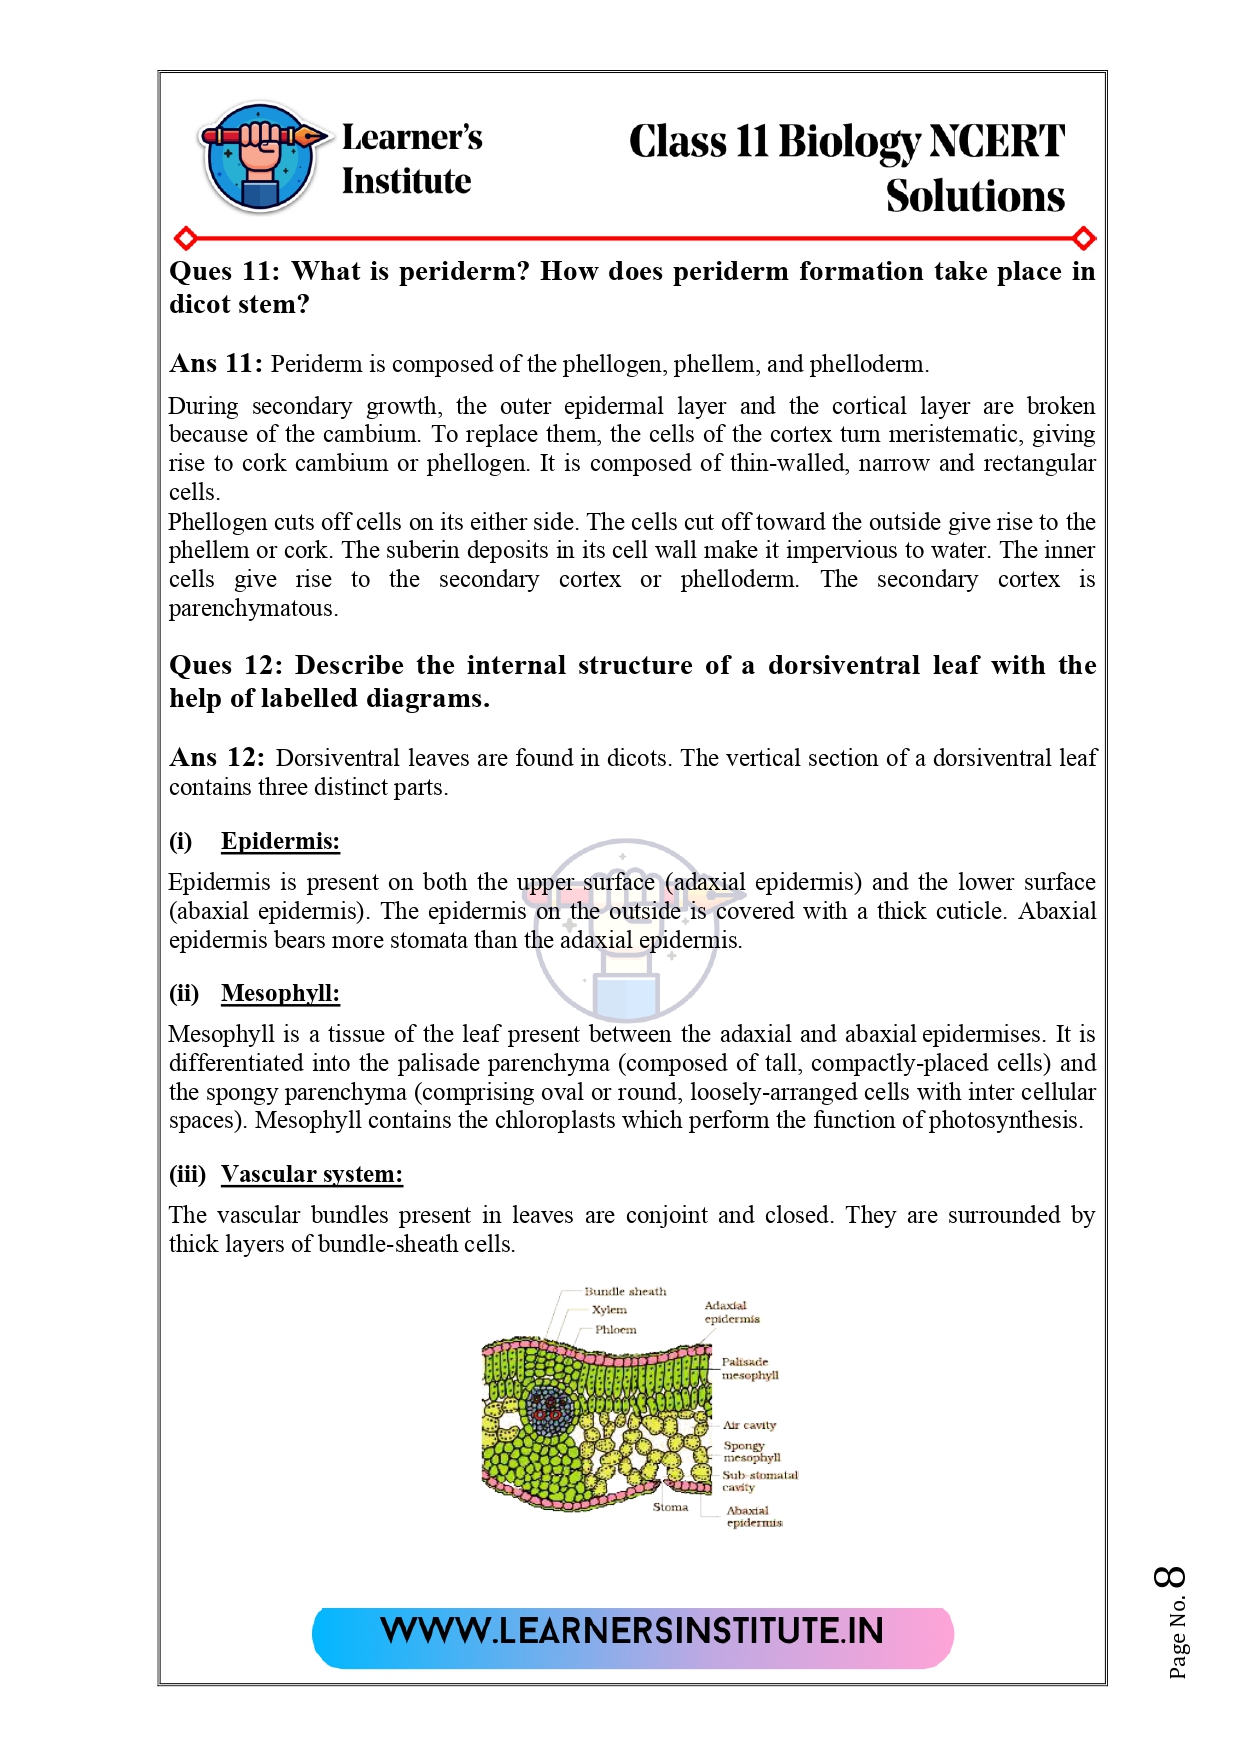 Learner's
Institute
Class 11 Biology NCERT
Solutions
Ques 11: What is periderm? How does periderm formation take place in
dicot stem?
Ans 11: Periderm is composed of the phellogen, phellem, and phelloderm.
During secondary growth, the outer epidermal layer and the cortical layer are broken
because of the cambium. To replace them, the cells of the cortex turn meristematic, giving
rise to cork cambium or phellogen. It is composed of thin-walled, narrow and rectangular
cells.
Phellogen cuts off cells on its either side. The cells cut off toward the outside give rise to the
phellem or cork. The suberin deposits in its cell wall make it impervious to water. The inner
cells give rise to the secondary cortex or phelloderm. The secondary cortex is
parenchymatous.
Ques 12: Describe the internal structure of a dorsiventral leaf with the
help of labelled diagrams.
Ans 12: Dorsiventral leaves are found in dicots. The vertical section of a dorsiventral leaf
contains three distinct parts.
(i) Epidermis:
Epidermis is present on both the upper surface (adaxial epidermis) and the lower surface
(abaxial epidermis). The epidermis on the outside is covered with a thick cuticle. Abaxial
epidermis bears more stomata than the adaxial epidermis.
(ii) Mesophyll:
Mesophyll is a tissue of the leaf present between the adaxial and abaxial epidermises. It is
differentiated into the palisade parenchyma (composed of tall, compactly-placed cells) and
the spongy parenchyma (comprising oval or round, loosely-arranged cells with inter cellular
spaces). Mesophyll contains the chloroplasts which perform the function of photosynthesis.
(iii) Vascular system:
The vascular bundles present in leaves are conjoint and closed. They are surrounded by
thick layers of bundle-sheath cells.
Bundle sheath
Xylem
Phloem
Adaxial
epidermis
Palisade
mesophyll
Air cavity
Spongy
mesophyll
Sub-stomatal
cavity
Stoma
Abaxial
epidermis
WWW.LEARNERSINSTITUTE.IN
Page No. 8